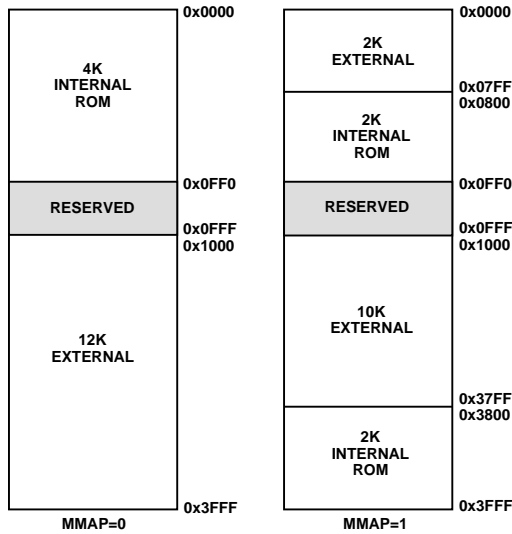 0x0000
4K
INTERNAL
ROM
0x0FF0
RESERVED
0x0FFF
0x1000
12K
EXTERNAL
0x3FFF
MMAP=0
0x0000
2K
EXTERNAL
0x07FF
0x0800
2K
INTERNAL
ROM
0x0FF0
RESERVED
0x0FFF
0x1000
10K
EXTERNAL
0x37FF
0x3800
2K
INTERNAL
ROM
0x3FFF
MMAP=1